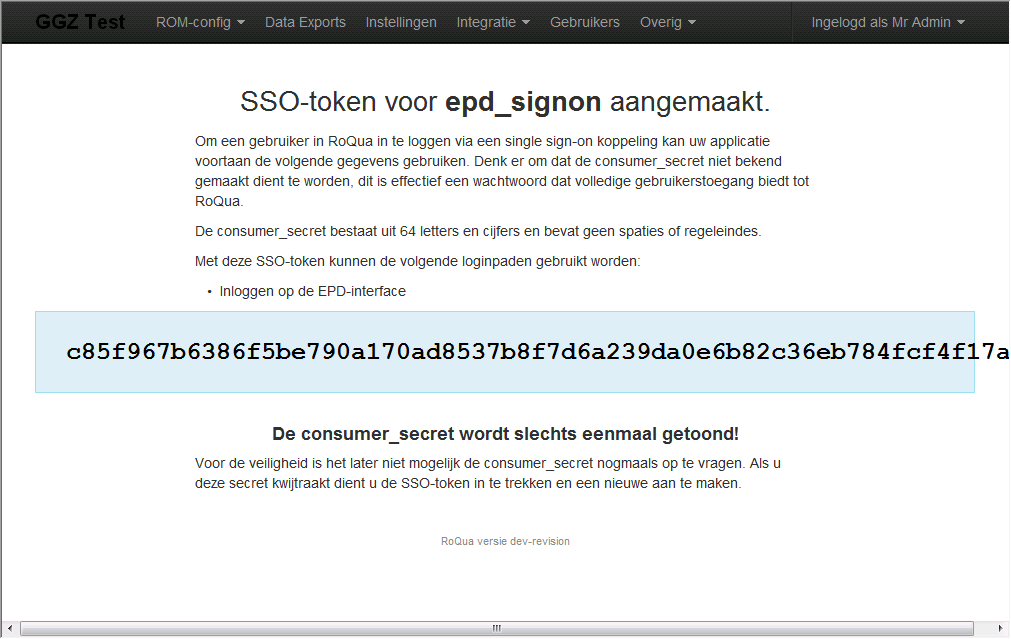 GGZ Test ROM-config Data Exports Instellingen Integratie Gebruikers Overig Ingelogd als Mr Admin
SSO-token voor epd_signon aangemaakt.
Om een gebruiker in RoQua in te loggen via een single sign-on koppeling kan uw applicatie
voortaan de volgende gegevens gebruiken. Denk er om dat de consumer_secret niet bekend
gemaakt dient te worden, dit is effectief een wachtwoord dat volledige gebruikerstoegang biedt tot
RoQua.
De consumer_secret bestaat uit 64 letters en cijfers en bevat geen spaties of regeleindes.
Met deze SSO-token kunnen de volgende loginpaden gebruikt worden:
• Inloggen op de EPD-interface
c85f967b6386f5be790a170ad8537b8f7d6a239da0e6b82c36eb784fcf4f17a
De consumer_secret wordt slechts eenmaal getoond!
Voor de veiligheid is het later niet mogelijk de consumer_secret nogmaals op te vragen. Als u
deze secret kwijtraakt dient u de SSO-token in te trekken en een nieuwe aan te maken.
RoQua versie dev-revision